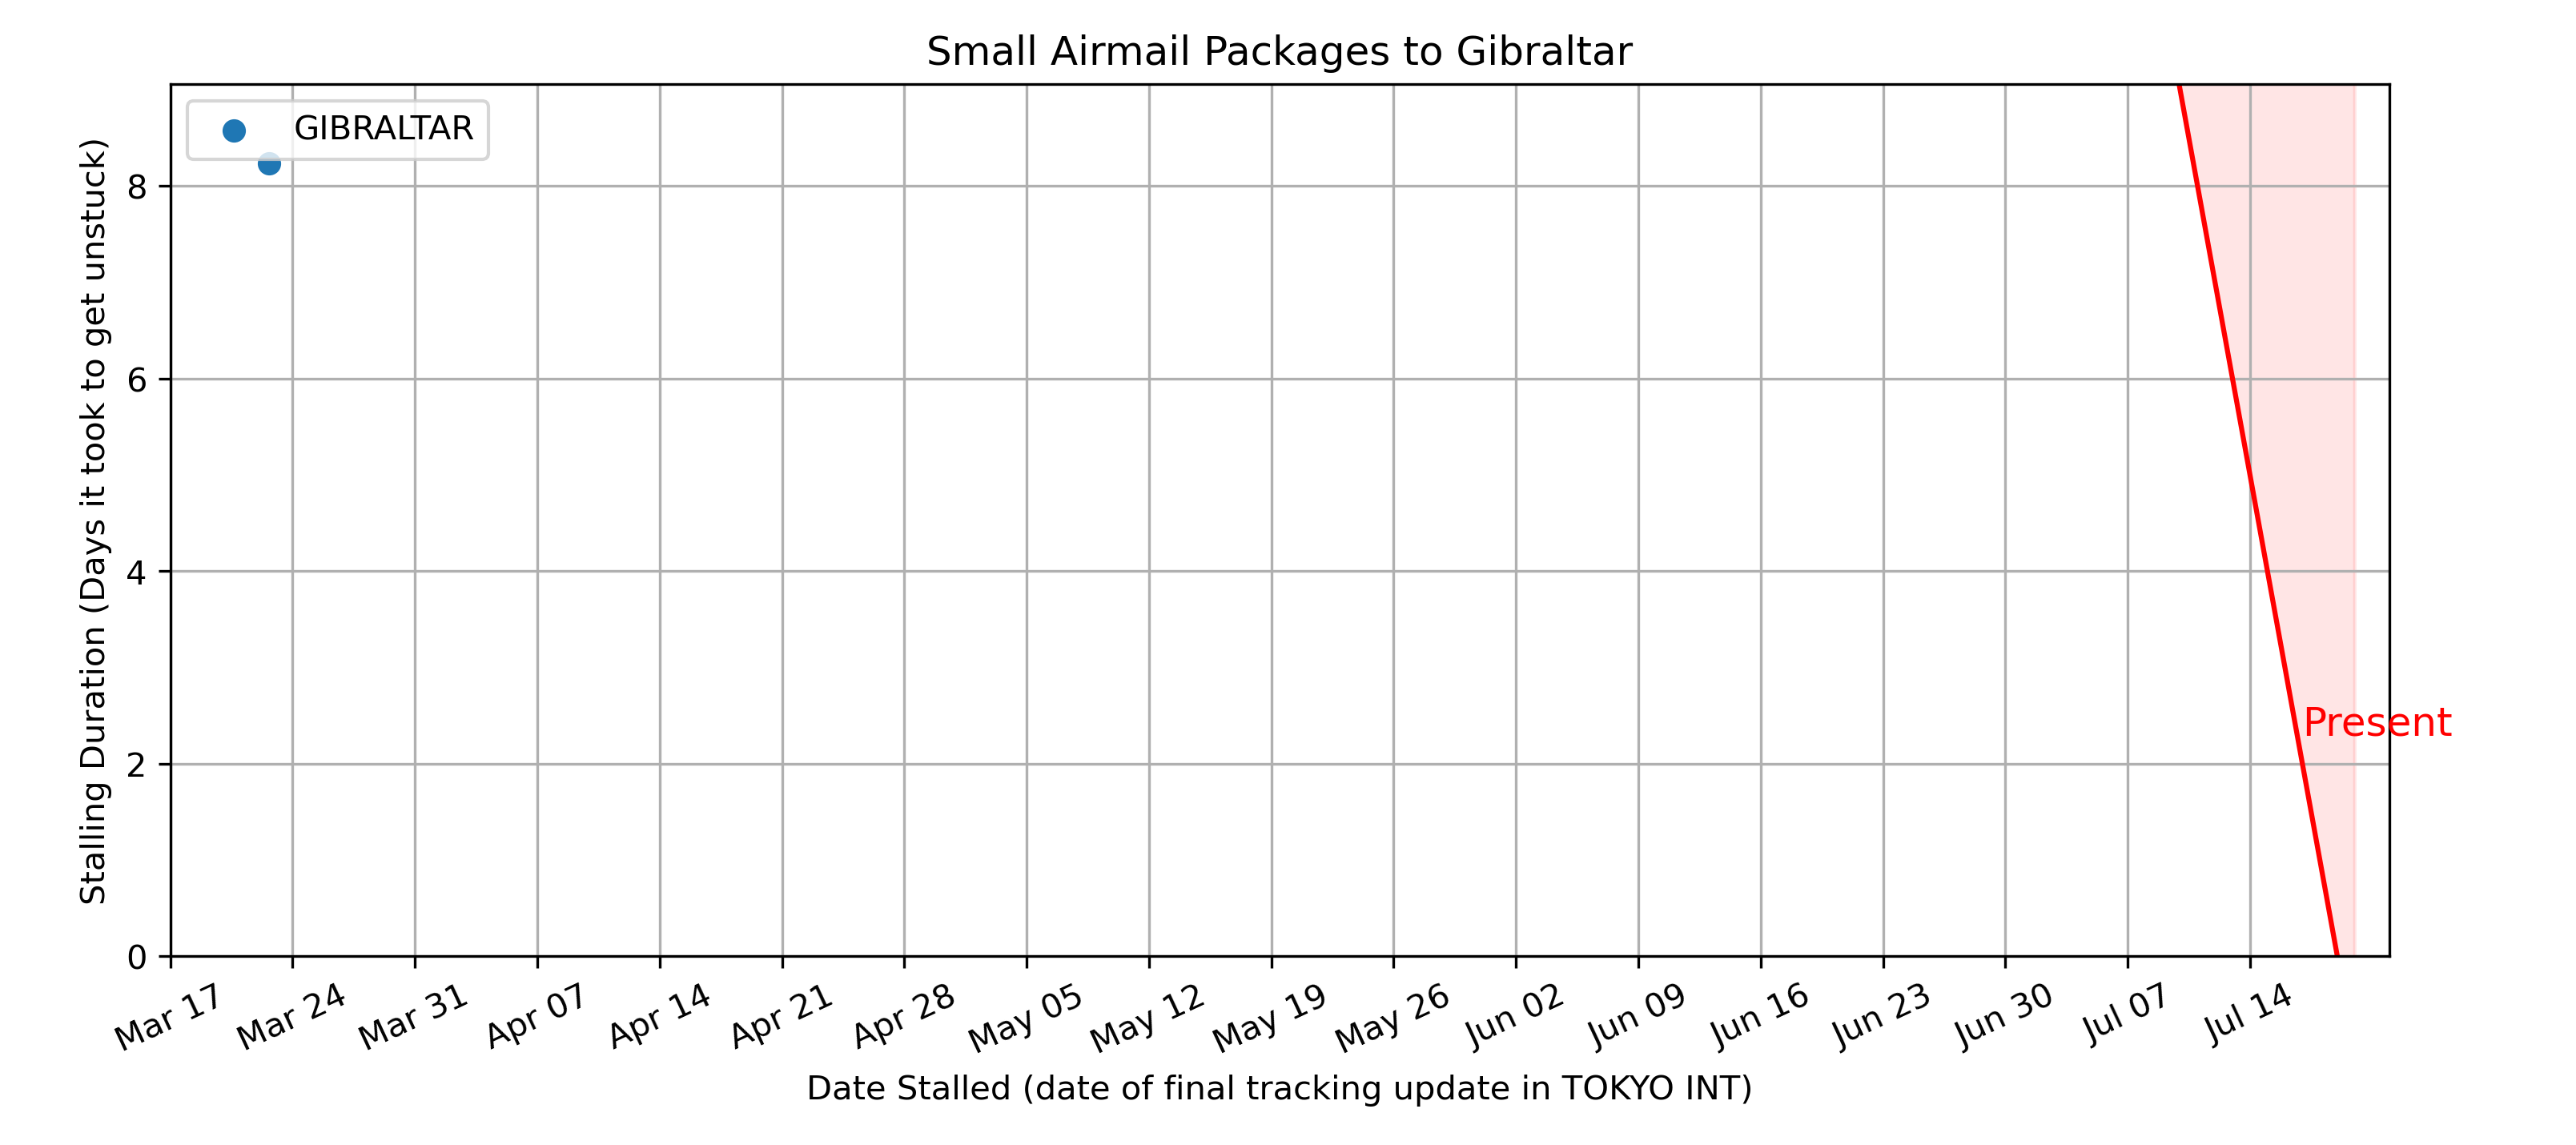 Small Airmail Packages to Gibraltar
GIBRALTAR
Stalling Duration (Days it took to get unstuck)
8
6
4
2
0
Present
Mar 17
Mar 24
Mar 31
Apr 07
Apr 14
Apr 21
Apr 28
May 05
May 12
May 19
May 26
Jun 02
Jun 09
Jun 16
Jun 23
Jun 30
Jul 07
Jul 14
Date Stalled (date of final tracking update in TOKYO INT)